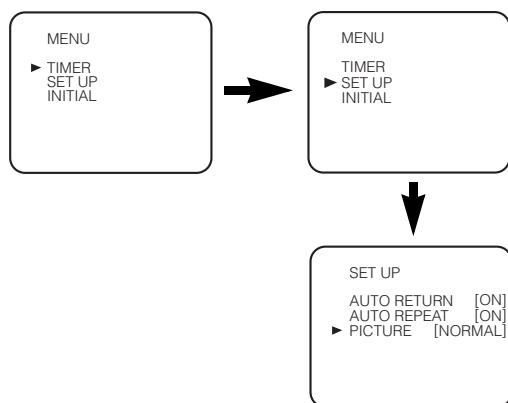 MENU
► TIMER
SET UP
INITIAL
MENU
TIMER
► SET UP
INITIAL
SET UP
AUTO RETURN [ON]
AUTO REPEAT [ON]
► PICTURE [NORMAL]